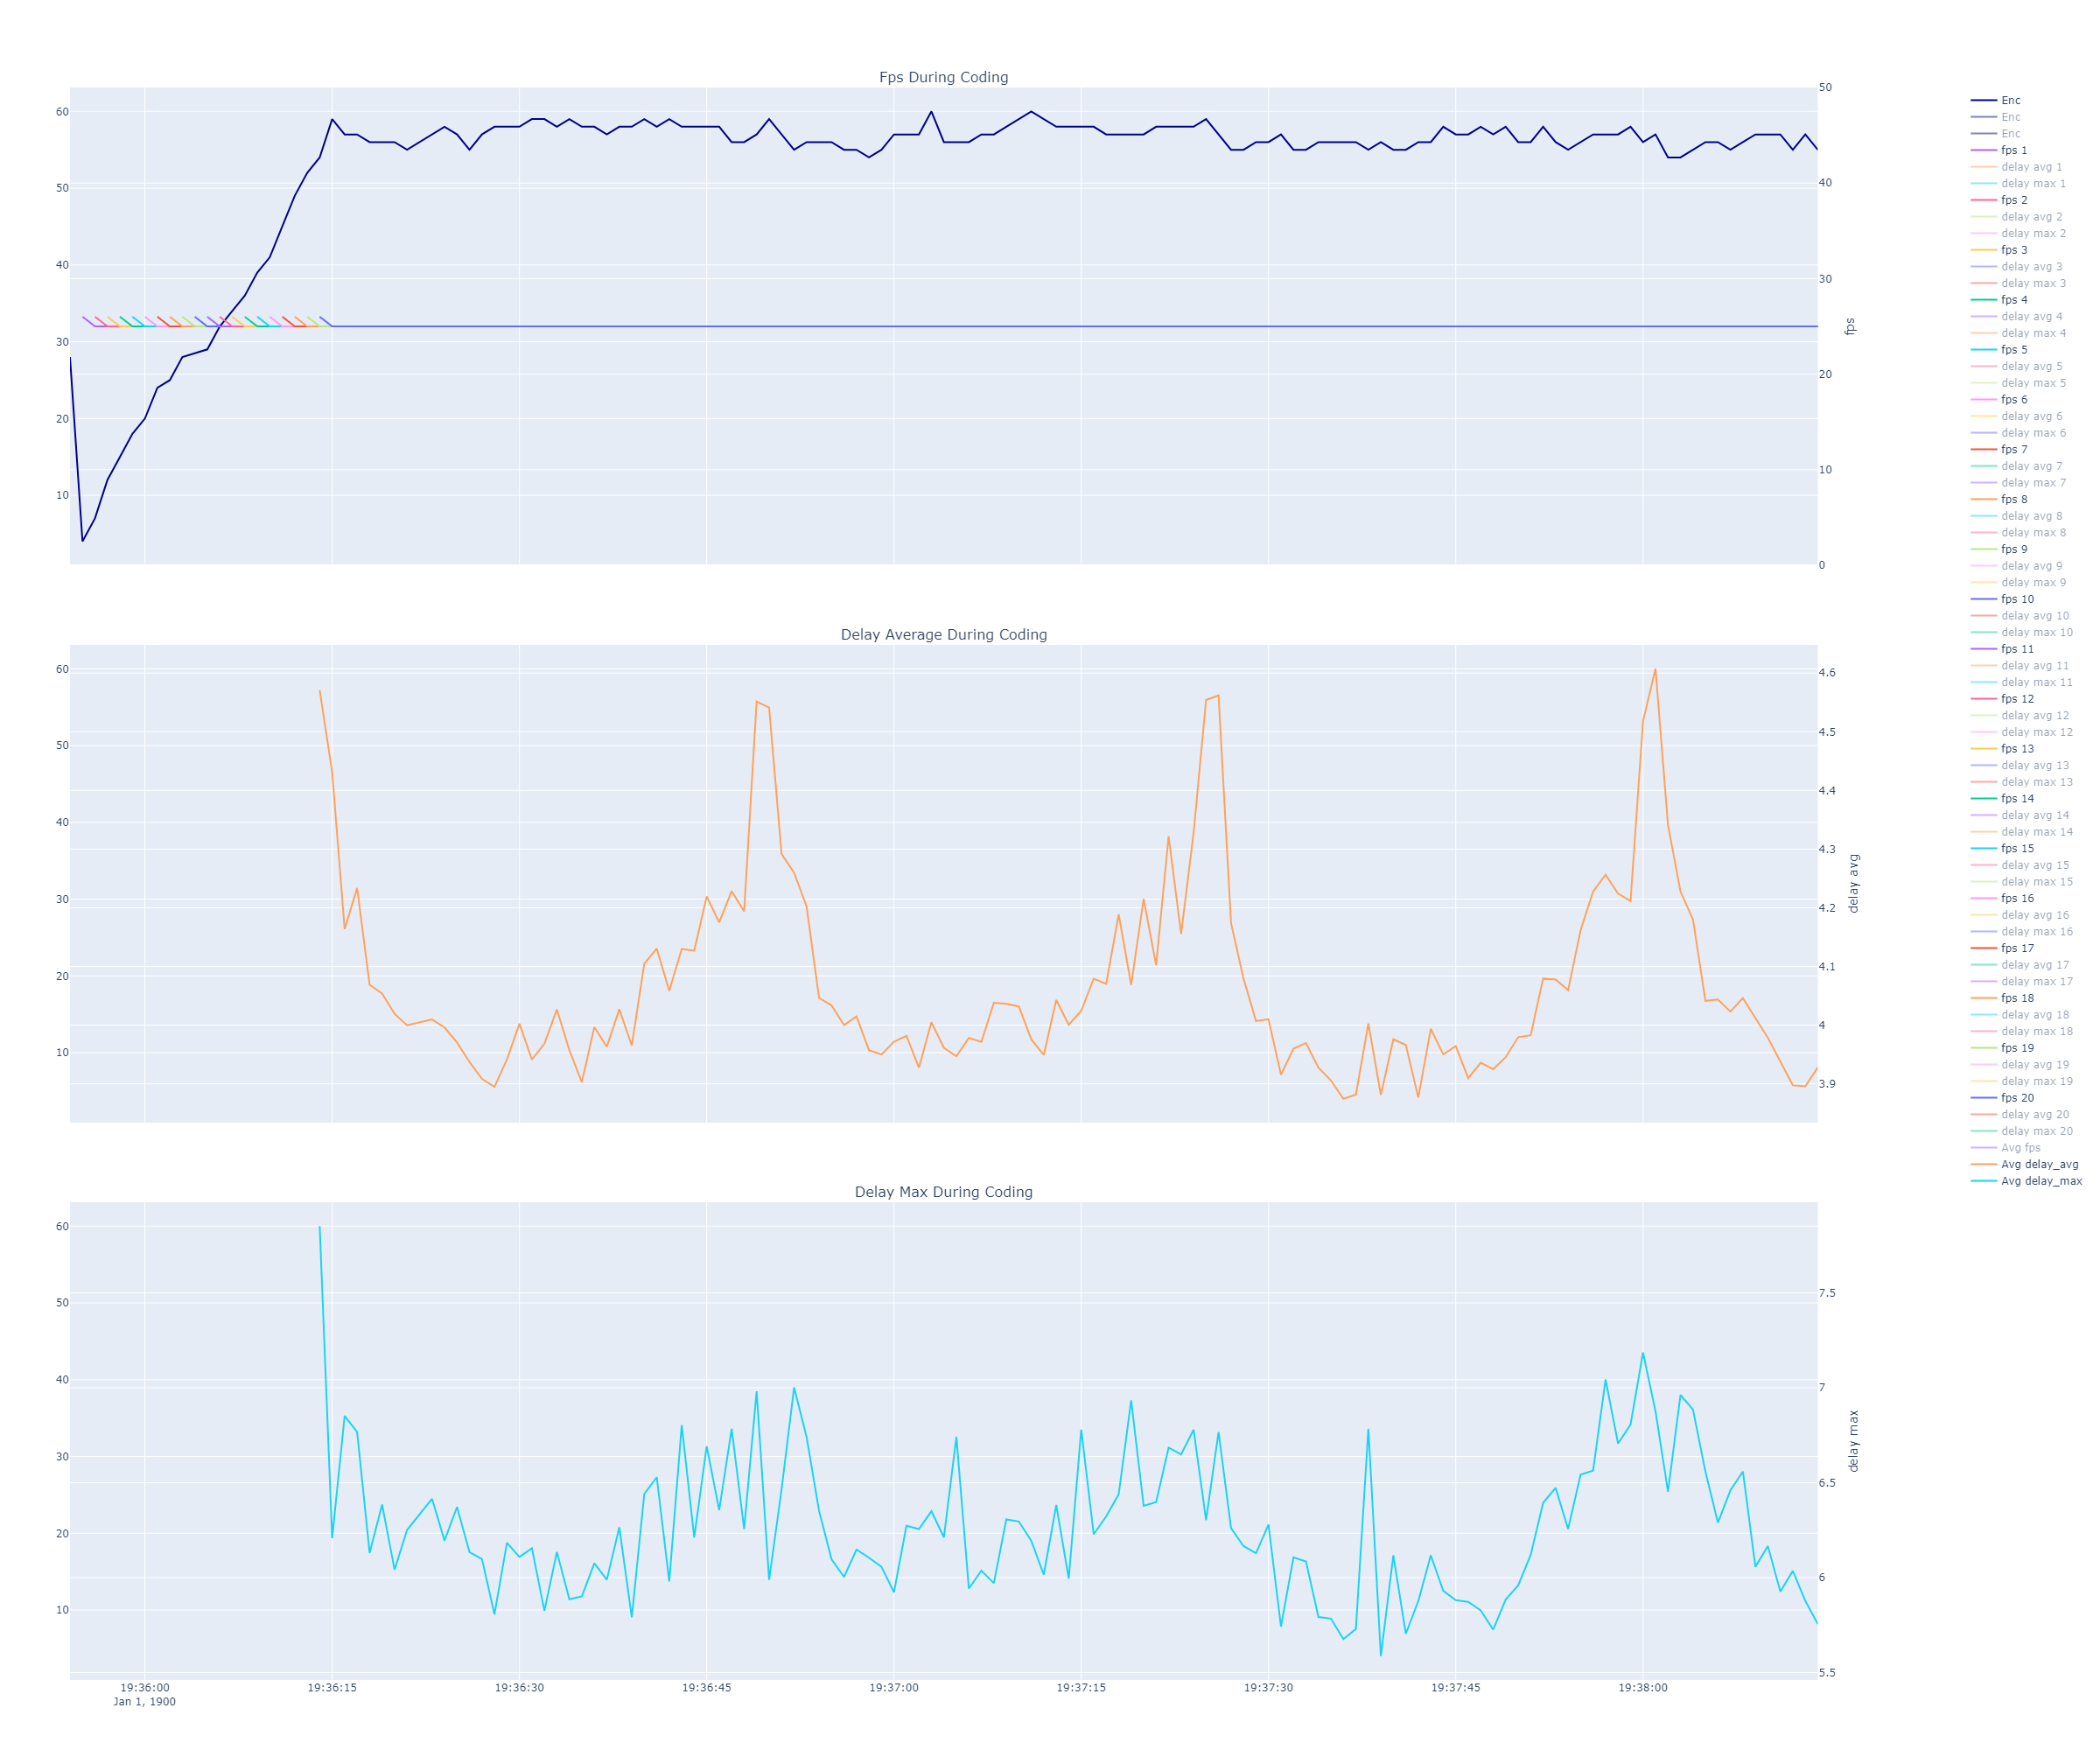 Fps During Coding
60
50
40
30
20
10
50
40
30
20
10
0
fps
Delay Average During Coding
60
50
40
30
20
10
4.6
4.5
4.4
4.3
4.2
4.1
4
3.9
delay avg
Delay Max During Coding
60
50
40
30
20
10
7.5
7
6.5
6
5.5
delay max
19:36:00
Jan 1, 1900
19:36:15
19:36:30
19:36:45
19:37:00
19:37:15
19:37:30
19:37:45
19:38:00
Enc
Enc
Enc
fps 1
delay avg 1
delay max 1
fps 2
delay avg 2
delay max 2
fps 3
delay avg 3
delay max 3
fps 4
delay avg 4
delay max 4
fps 5
delay avg 5
delay max 5
fps 6
delay avg 6
delay max 6
fps 7
delay avg 7
delay max 7
fps 8
delay avg 8
delay max 8
fps 9
delay avg 9
delay max 9
fps 10
delay avg 10
delay max 10
fps 11
delay avg 11
delay max 11
fps 12
delay avg 12
delay max 12
fps 13
delay avg 13
delay max 13
fps 14
delay avg 14
delay max 14
fps 15
delay avg 15
delay max 15
fps 16
delay avg 16
delay max 16
fps 17
delay avg 17
delay max 17
fps 18
delay avg 18
delay max 18
fps 19
delay avg 19
delay max 19
fps 20
delay avg 20
delay max 20
Avg fps
Avg delay_avg
Avg delay_max